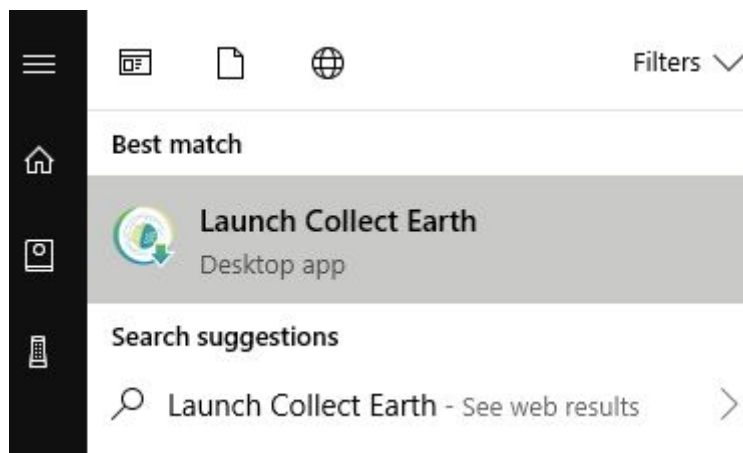 Filters
Best match
Launch Collect Earth
Desktop app
Search suggestions
Launch Collect Earth - See web results